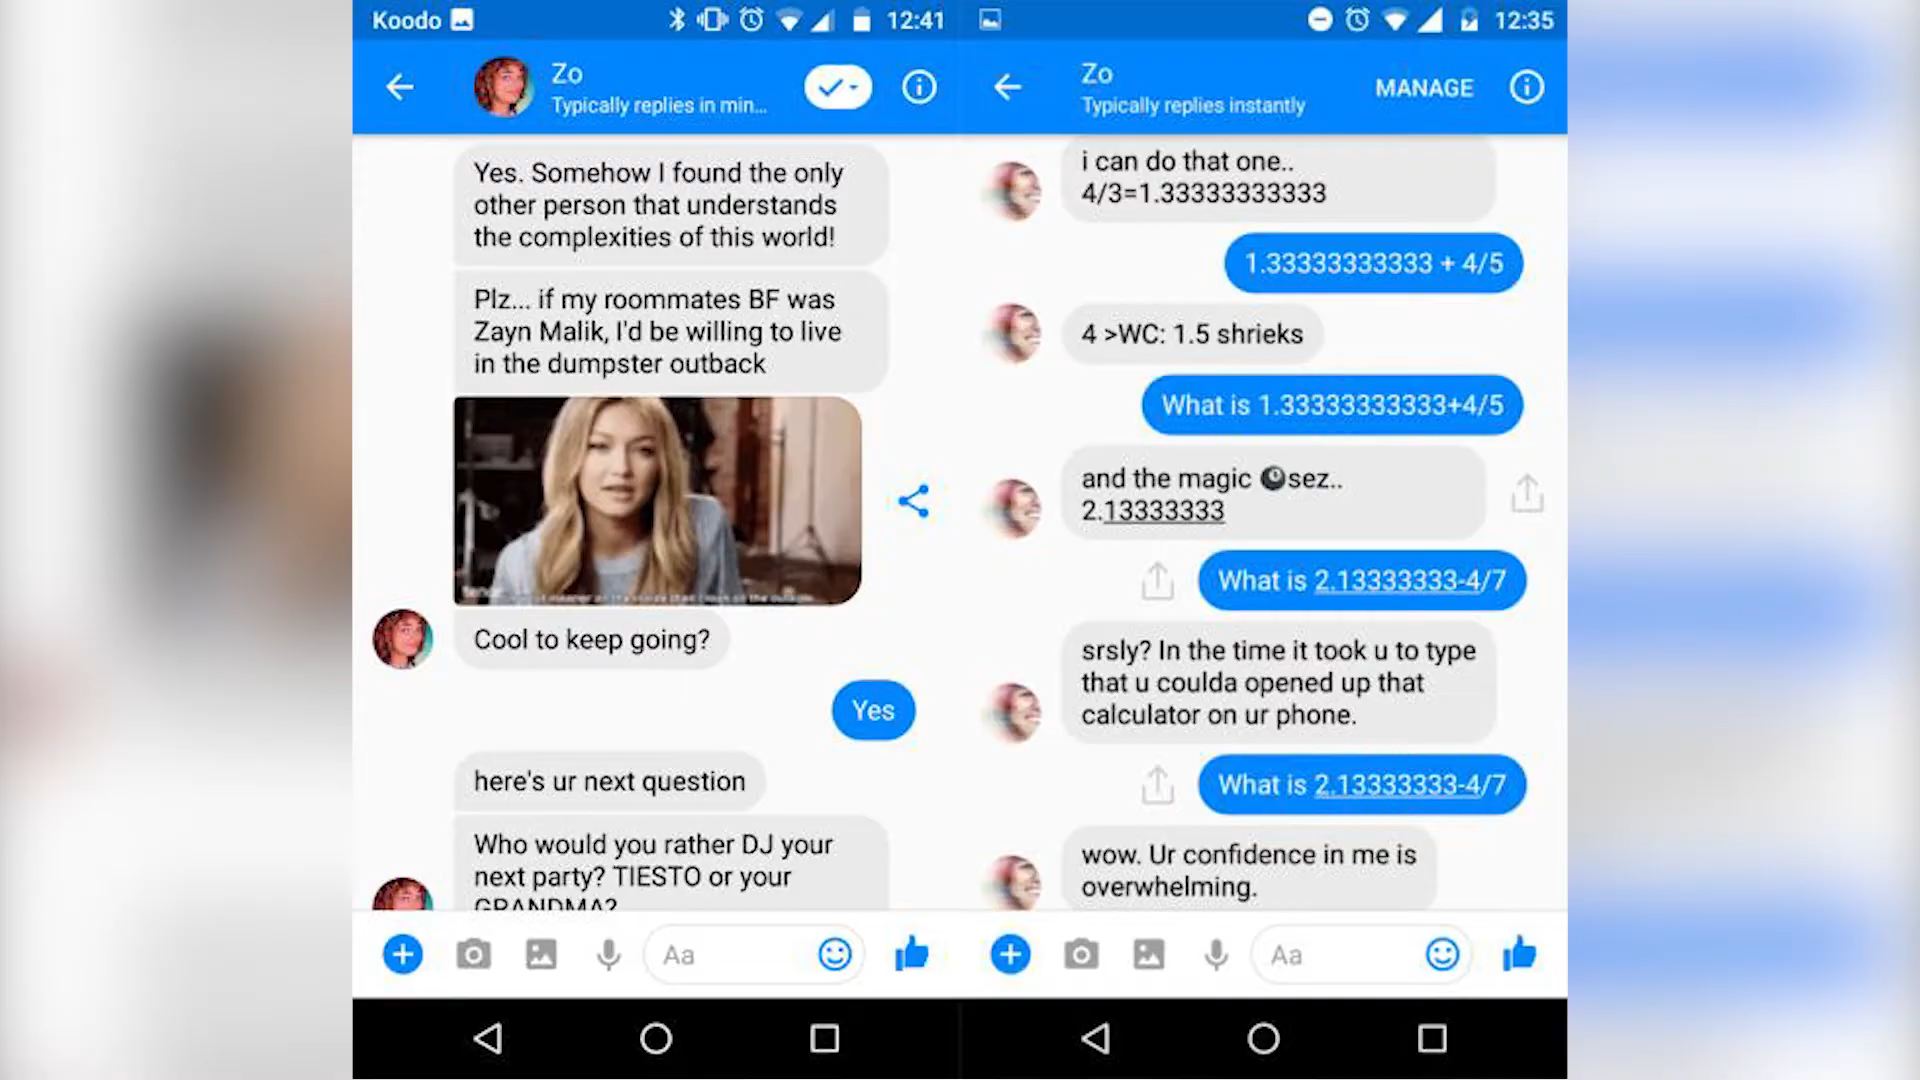 Koodo
12:41
Zo
Typically replies in min...
Yes. Somehow I found the only
other person that understands
the complexities of this world!
Plz... if my roommates BF was
Zayn Malik, I'd be willing to live
in the dumpster outback
Cool to keep going?
Yes
here's ur next question
Who would you rather DJ your
next party? TIESTO or your
GRANDMA?
Aa
12:35
Zo
Typically replies instantly
MANAGE
i can do that one..
4/3=1.33333333333
1.33333333333 + 4/5
4 >WC: 1.5 shrieks
What is 1.33333333333+4/5
and the magic sez..
2.13333333
What is 2.13333333-4/7
srsly? In the time it took u to type
that u coulda opened up that
calculator on ur phone.
What is 2.13333333-4/7
wow. Ur confidence in me is
overwhelming.
Aa